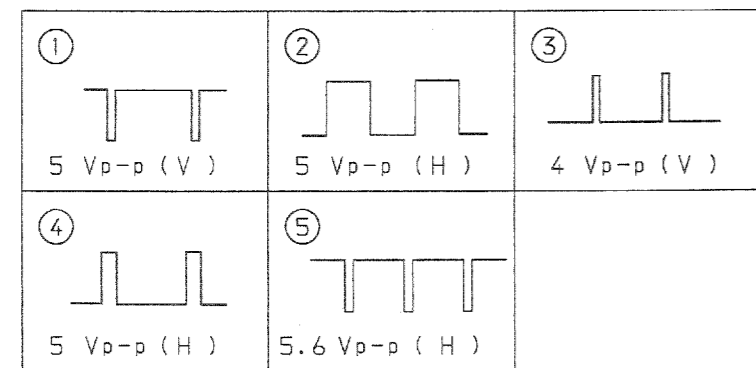 ① ② ③
5 Vp-p ( V ) 5 Vp-p ( H ) 4 Vp-p ( V )
④ ⑤
5 Vp-p ( H ) 5.6 Vp-p ( H )